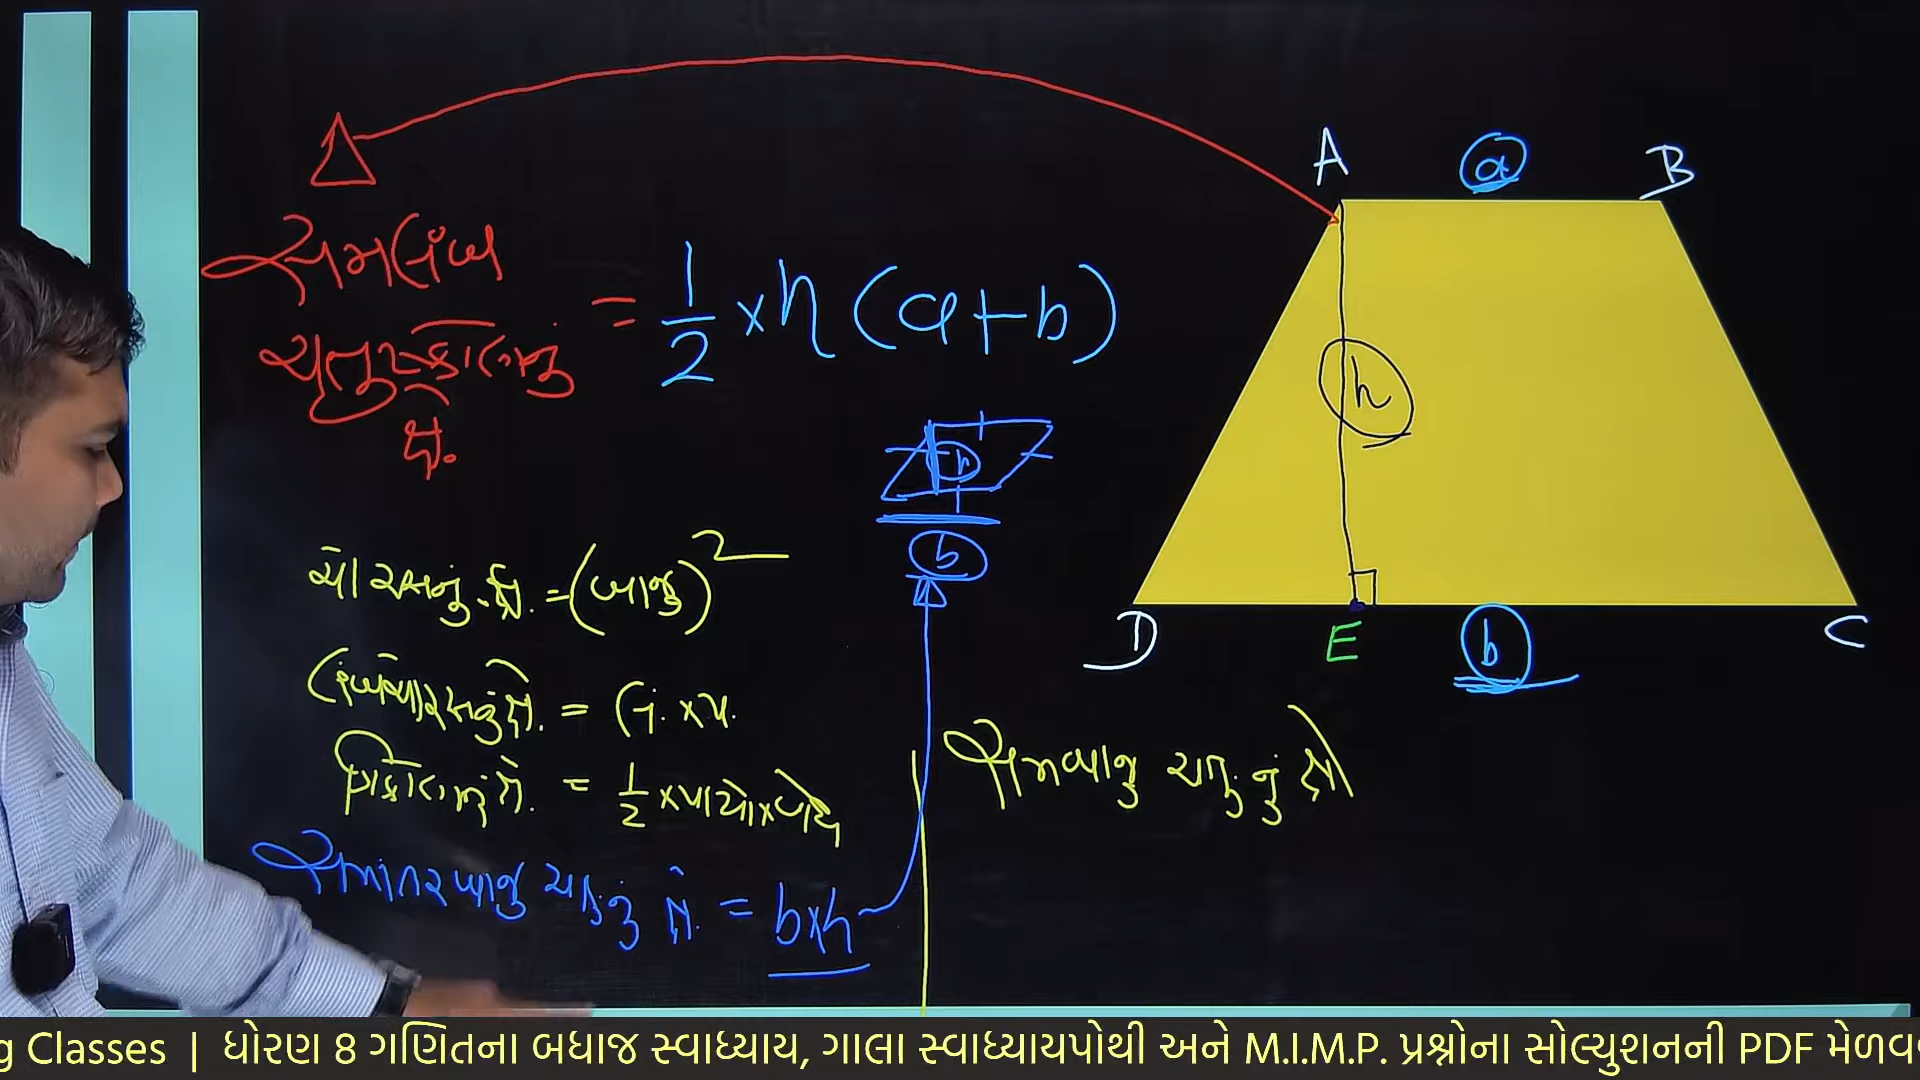 A
a
B
સમલંબ
ચતુષ્કોણનું
ક્ષે.
= 1/2 × h (a+b)
h
h
b
D
E
b
C
ચોરસનું ક્ષે. = (બાજુ)²
લંબચોરસનું ક્ષે. = લં. × પ.
ત્રિકોણનું ક્ષે. = 1/2 × પાયો × વેધ
સમબાજુ ચતુ.નું ક્ષે
સમાંતરબાજુ ચતુ.નું ક્ષે. = b×h
g Classes | ધોરણ 8 ગણિતના બધાજ સ્વાધ્યાય, ગાલા સ્વાધ્યાયપોથી અને M.I.M.P. પ્રશ્નોના સોલ્યુશનની PDF મેળવ